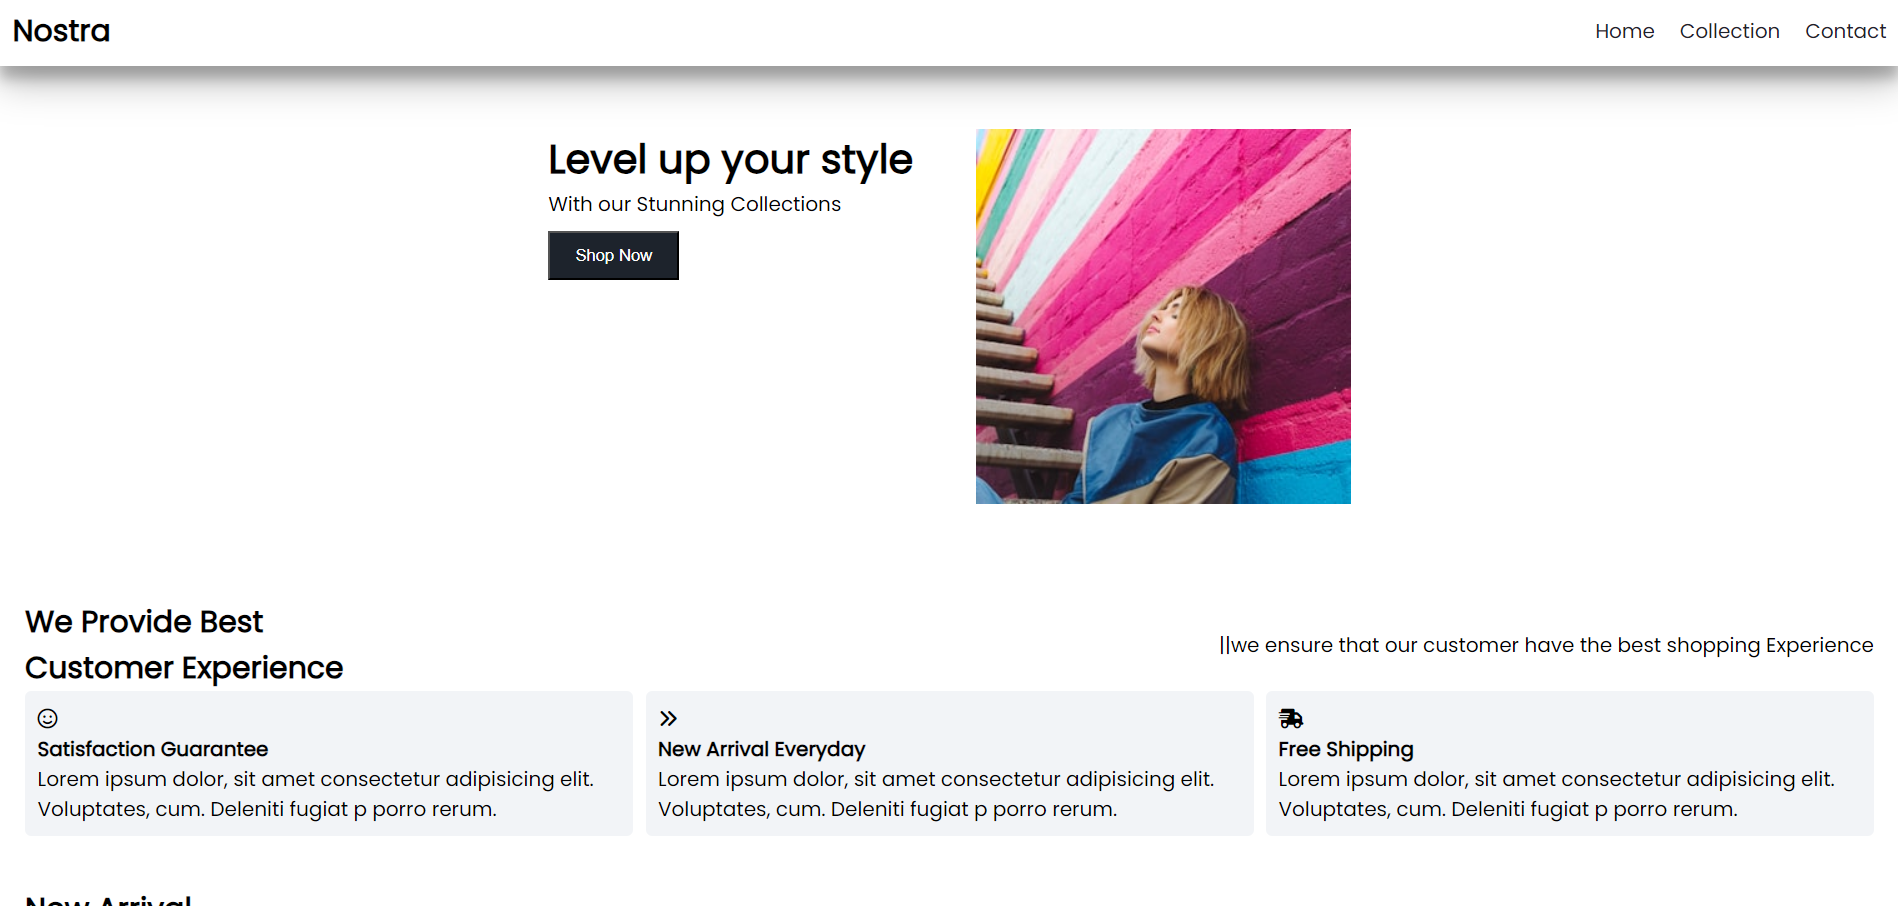 Nostra
Home Collection Contact
Level up your style
With our Stunning Collections
Shop Now
We Provide Best
Customer Experience
||we ensure that our customer have the best shopping Experience
Satisfaction Guarantee
Lorem ipsum dolor, sit amet consectetur adipisicing elit.
Voluptates, cum. Deleniti fugiat p porro rerum.
New Arrival Everyday
Lorem ipsum dolor, sit amet consectetur adipisicing elit.
Voluptates, cum. Deleniti fugiat p porro rerum.
Free Shipping
Lorem ipsum dolor, sit amet consectetur adipisicing elit.
Voluptates, cum. Deleniti fugiat p porro rerum.
New Arrival